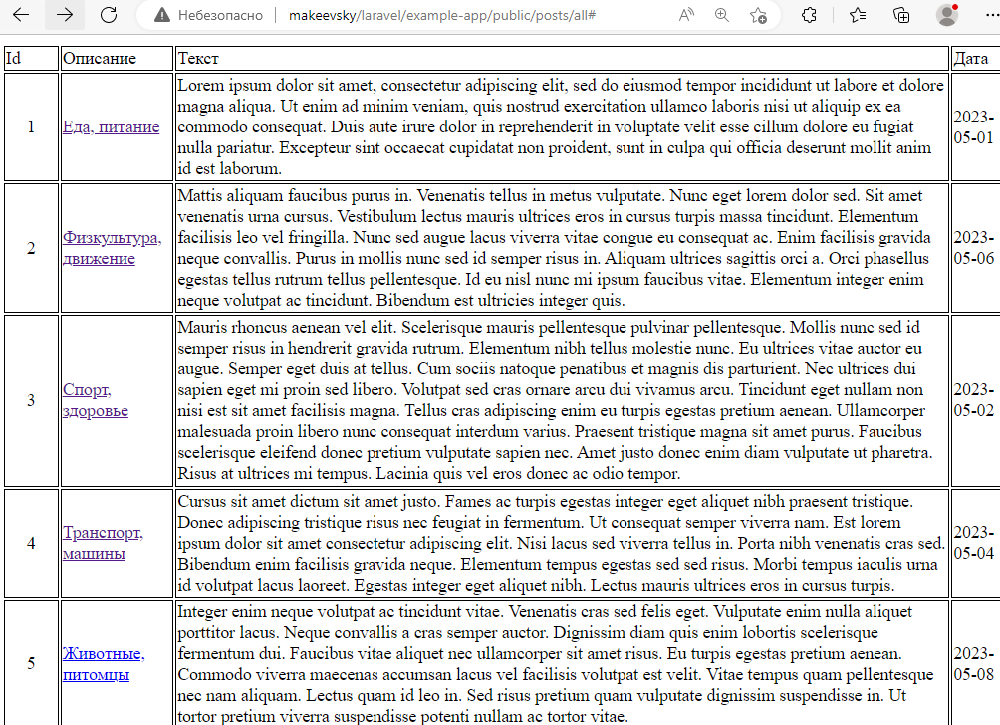 Небезопасно makeevsky/laravel/example-app/public/posts/all#
Id Описание Текст Дата
1
Еда, питание
Lorem ipsum dolor sit amet, consectetur adipiscing elit, sed do eiusmod tempor incididunt ut labore et dolore
magna aliqua. Ut enim ad minim veniam, quis nostrud exercitation ullamco laboris nisi ut aliquip ex ea
commodo consequat. Duis aute irure dolor in reprehenderit in voluptate velit esse cillum dolore eu fugiat
nulla pariatur. Excepteur sint occaecat cupidatat non proident, sunt in culpa qui officia deserunt mollit anim
id est laborum.
2023-
05-01
2
Физкультура,
движение
Mattis aliquam faucibus purus in. Venenatis tellus in metus vulputate. Nunc eget lorem dolor sed. Sit amet
venenatis urna cursus. Vestibulum lectus mauris ultrices eros in cursus turpis massa tincidunt. Elementum
facilisis leo vel fringilla. Nunc sed augue lacus viverra vitae congue eu consequat ac. Enim facilisis gravida
neque convallis. Purus in mollis nunc sed id semper risus in. Aliquam ultrices sagittis orci a. Orci phasellus
egestas tellus rutrum tellus pellentesque. Id eu nisl nunc mi ipsum faucibus vitae. Elementum integer enim
neque volutpat ac tincidunt. Bibendum est ultricies integer quis.
2023-
05-06
3
Спорт,
здоровье
Mauris rhoncus aenean vel elit. Scelerisque mauris pellentesque pulvinar pellentesque. Mollis nunc sed id
semper risus in hendrerit gravida rutrum. Elementum nibh tellus molestie nunc. Eu ultrices vitae auctor eu
augue. Semper eget duis at tellus. Cum sociis natoque penatibus et magnis dis parturient. Nec ultrices dui
sapien eget mi proin sed libero. Volutpat sed cras ornare arcu dui vivamus arcu. Tincidunt eget nullam non
nisi est sit amet facilisis magna. Tellus cras adipiscing enim eu turpis egestas pretium aenean. Ullamcorper
malesuada proin libero nunc consequat interdum varius. Praesent tristique magna sit amet purus. Faucibus
scelerisque eleifend donec pretium vulputate sapien nec. Amet justo donec enim diam vulputate ut pharetra.
Risus at ultrices mi tempus. Lacinia quis vel eros donec ac odio tempor.
2023-
05-02
4
Транспорт,
машины
Cursus sit amet dictum sit amet justo. Fames ac turpis egestas integer eget aliquet nibh praesent tristique.
Donec adipiscing tristique risus nec feugiat in fermentum. Ut consequat semper viverra nam. Est lorem
ipsum dolor sit amet consectetur adipiscing elit. Nisi lacus sed viverra tellus in. Porta nibh venenatis cras sed.
Bibendum enim facilisis gravida neque. Elementum tempus egestas sed sed risus. Morbi tempus iaculis urna
id volutpat lacus laoreet. Egestas integer eget aliquet nibh. Lectus mauris ultrices eros in cursus turpis.
2023-
05-04
5
Животные,
питомцы
Integer enim neque volutpat ac tincidunt vitae. Venenatis cras sed felis eget. Vulputate enim nulla aliquet
porttitor lacus. Neque convallis a cras semper auctor. Dignissim diam quis enim lobortis scelerisque
fermentum dui. Faucibus vitae aliquet nec ullamcorper sit amet risus. Eu turpis egestas pretium aenean.
Commodo viverra maecenas accumsan lacus vel facilisis volutpat est velit. Vitae tempus quam pellentesque
nec nam aliquam. Lectus quam id leo in. Sed risus pretium quam vulputate dignissim suspendisse in. Ut
tortor pretium viverra suspendisse potenti nullam ac tortor vitae.
2023-
05-08